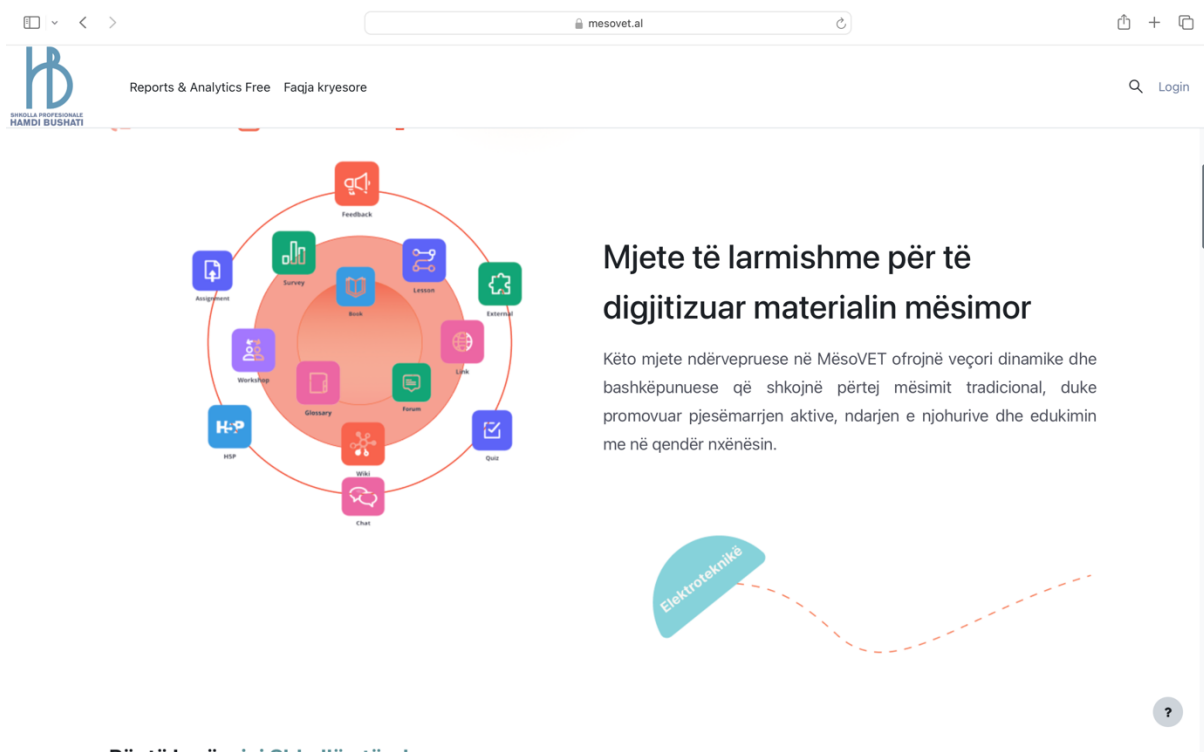 mesovet.al
SHKOLLA PROFESIONALE
HAMDI BUSHATI
Reports & Analytics Free Faqja kryesore
Login
Feedback
Survey
Lesson
Assignment
Book
External
Workshop
Link
Glossary
Forum
H5P
H5P
Wiki
Quiz
Chat
Mjete të larmishme për të
digjitizuar materialin mësimor
Këto mjete ndërvepruese në MësoVET ofrojnë veçori dinamike dhe
bashkëpunuese që shkojnë përtej mësimit tradicional, duke
promovuar pjesëmarrjen aktive, ndarjen e njohurive dhe edukimin
me në qendër nxënësin.
Elektroteknikë
?